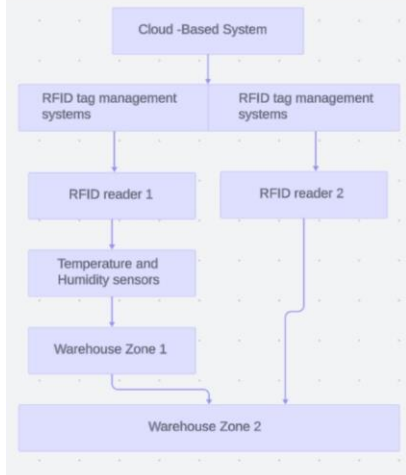 Cloud -Based System
RFID tag management
systems
RFID tag management
systems
RFID reader 1
RFID reader 2
Temperature and
Humidity sensors
Warehouse Zone 1
Warehouse Zone 2